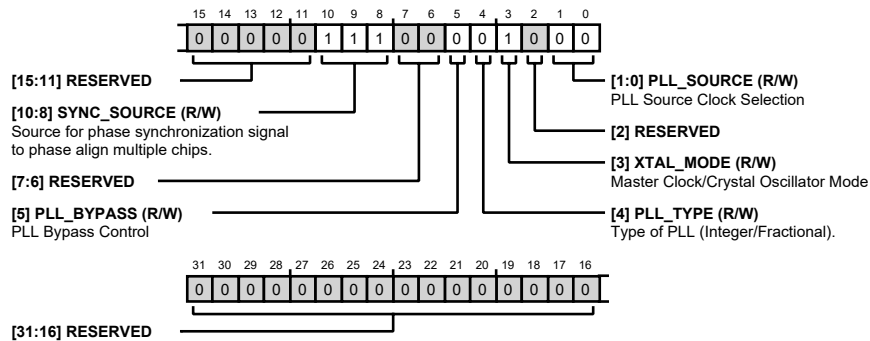 15 14 13 12 11 10 9 8 7 6 5 4 3 2 1 0
0 0 0 0 0 1 1 1 0 0 0 0 1 0 0 0
[15:11] RESERVED
[10:8] SYNC_SOURCE (R/W)
Source for phase synchronization signal
to phase align multiple chips.
[7:6] RESERVED
[5] PLL_BYPASS (R/W)
PLL Bypass Control
[1:0] PLL_SOURCE (R/W)
PLL Source Clock Selection
[2] RESERVED
[3] XTAL_MODE (R/W)
Master Clock/Crystal Oscillator Mode
[4] PLL_TYPE (R/W)
Type of PLL (Integer/Fractional).
31 30 29 28 27 26 25 24 23 22 21 20 19 18 17 16
0 0 0 0 0 0 0 0 0 0 0 0 0 0 0 0
[31:16] RESERVED